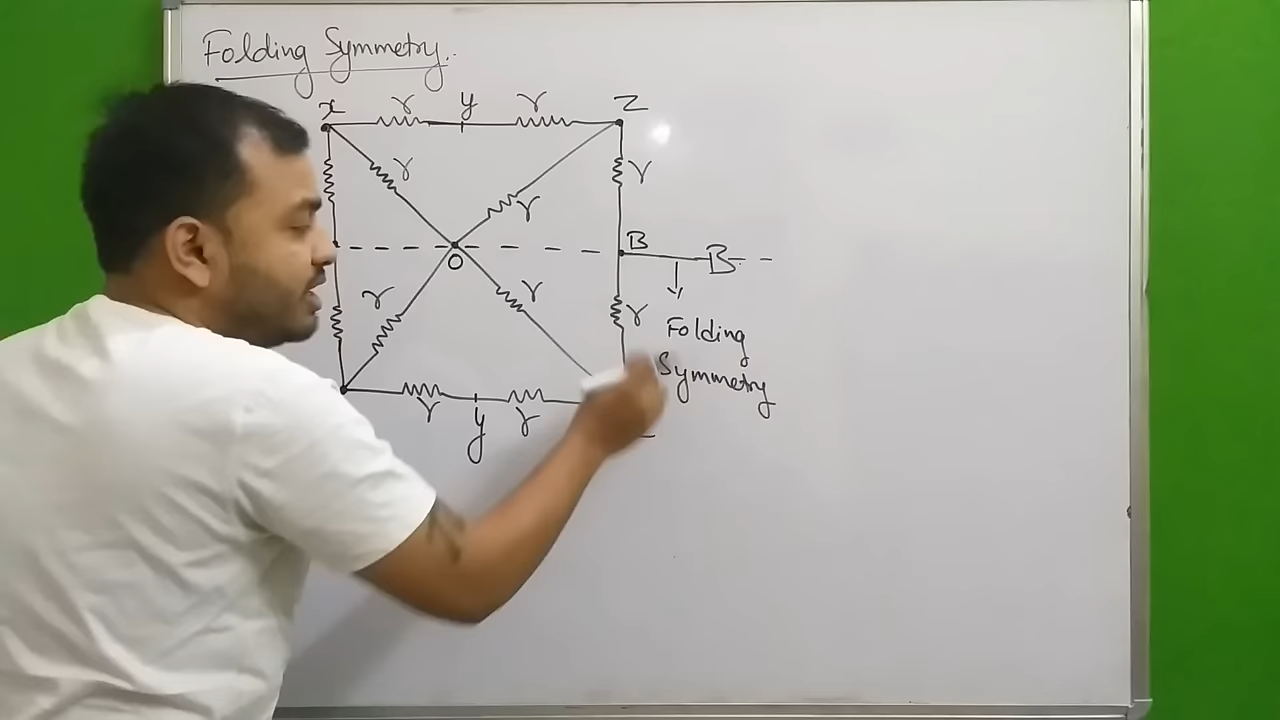 Folding Symmetry.
x r y r Z
r r r
B B
O
r r r
Folding
Symmetry
r y r